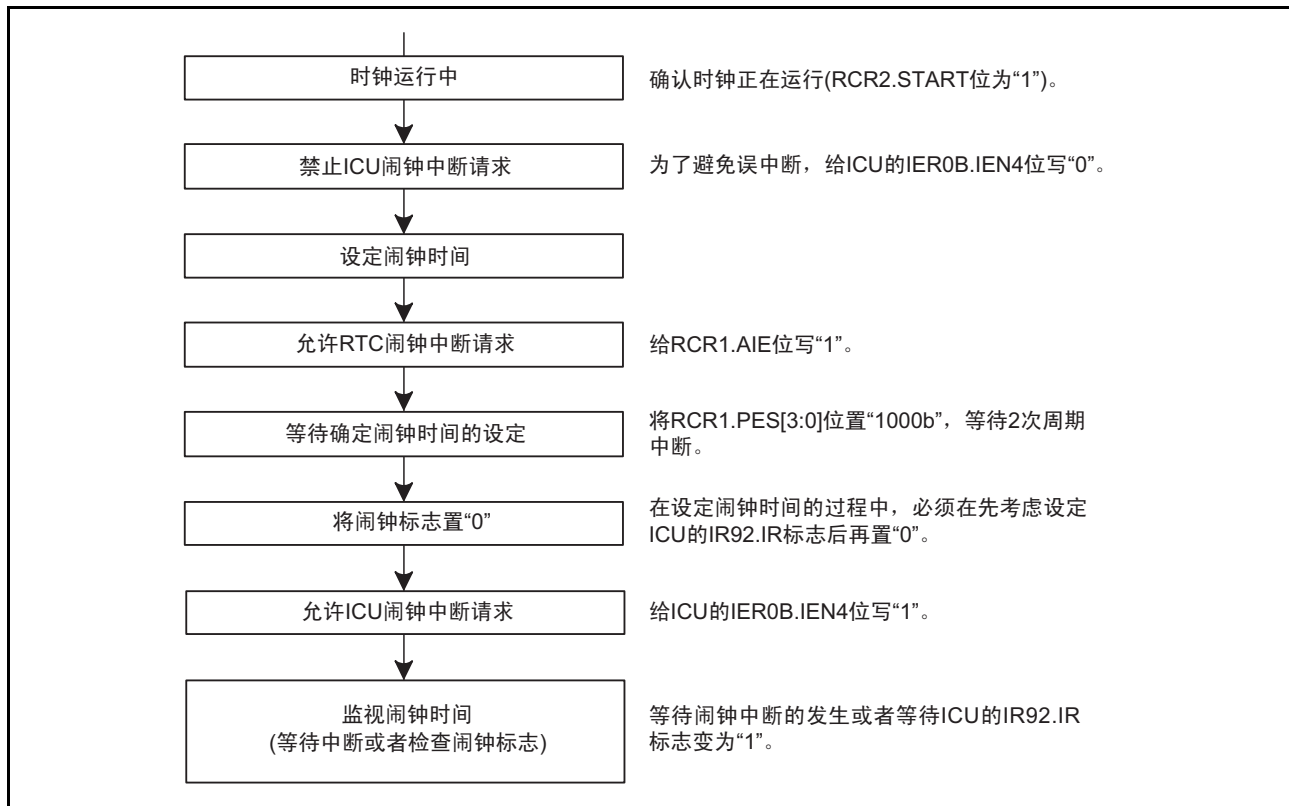 时钟运行中
确认时钟正在运行(RCR2.START位为“1”)。
禁止ICU闹钟中断请求
为了避免误中断，给ICU的IER0B.IEN4位写“0”。
设定闹钟时间
允许RTC闹钟中断请求
给RCR1.AIE位写“1”。
等待确定闹钟时间的设定
将RCR1.PES[3:0]位置“1000b”，等待2次周期
中断。
将闹钟标志置“0”
在设定闹钟时间的过程中，必须在先考虑设定
ICU的IR92.IR标志后再置“0”。
允许ICU闹钟中断请求
给ICU的IER0B.IEN4位写“1”。
监视闹钟时间
(等待中断或者检查闹钟标志)
等待闹钟中断的发生或者等待ICU的IR92.IR
标志变为“1”。